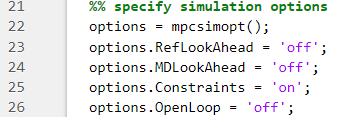 21 %% specify simulation options
22 options = mpcsimopt();
23 options.RefLookAhead = 'off';
24 options.MDLookAhead = 'off';
25 options.Constraints = 'on';
26 options.OpenLoop = 'off';